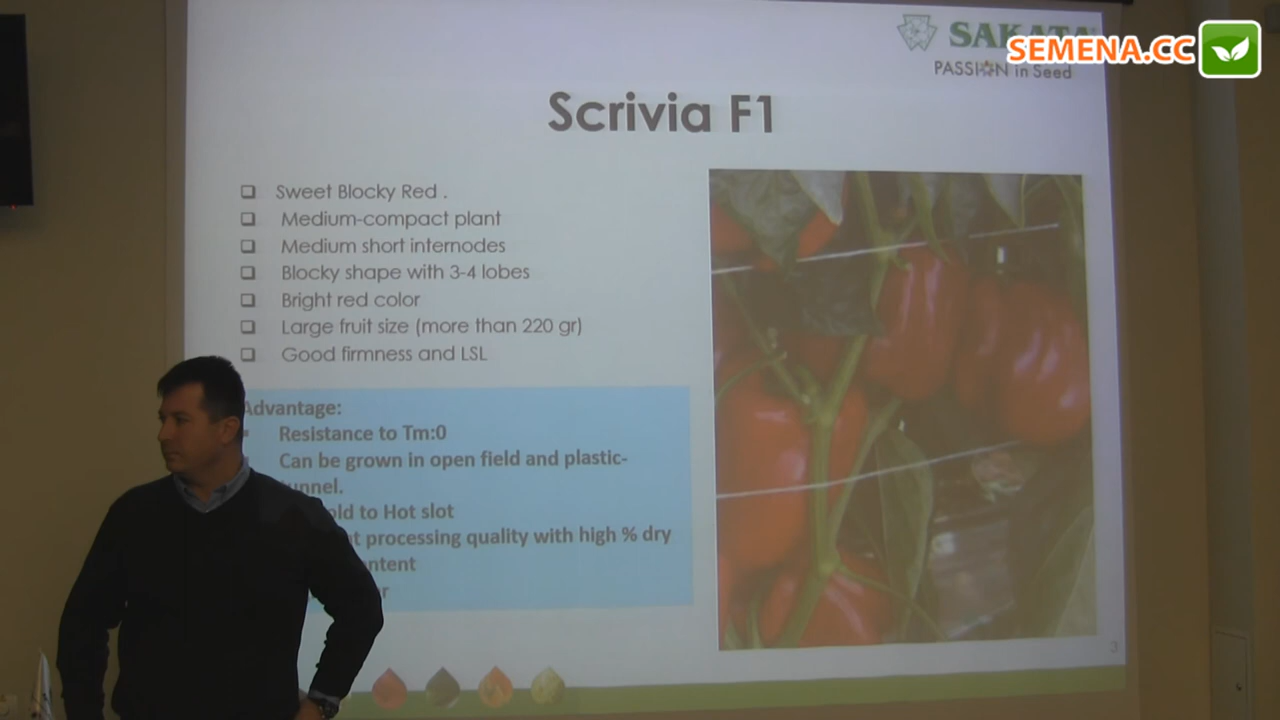 SAKATA
SEMENA.CC
PASSION in Seed
Scrivia F1
Sweet Blocky Red .
Medium-compact plant
Medium short internodes
Blocky shape with 3-4 lobes
Bright red color
Large fruit size (more than 220 gr)
Good firmness and LSL
Advantage:
Resistance to Tm:0
Can be grown in open field and plastic-
to Hot slot
processing quality with high % dry
3